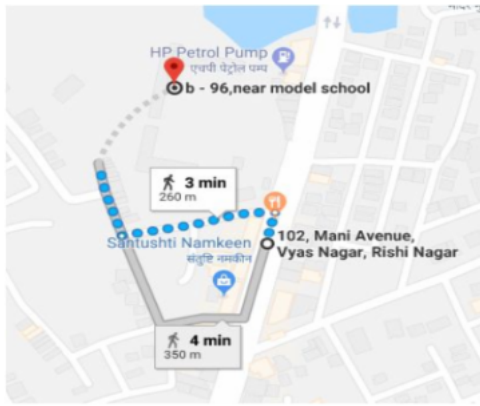 HP Petrol Pump
एचपी पेट्रोल पम्प
b - 96,near model school
3 min
260 m
102, Mani Avenue,
Vyas Nagar, Rishi Nagar
Santushti Namkeen
संतुष्टि नमकीन
4 min
350 m